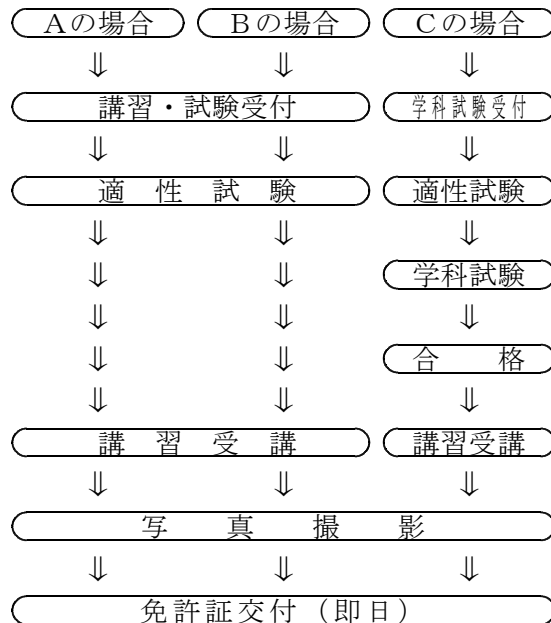 Aの場合 Bの場合 Cの場合
⇓ ⇓ ⇓
講習・試験受付 学科試験受付
⇓ ⇓ ⇓
適性試験 適性試験
⇓ ⇓ ⇓
⇓ ⇓ 学科試験
⇓ ⇓ ⇓
⇓ ⇓ 合格
⇓ ⇓ ⇓
講習受講 講習受講
⇓ ⇓ ⇓
写真撮影
⇓ ⇓ ⇓
免許証交付（即日）